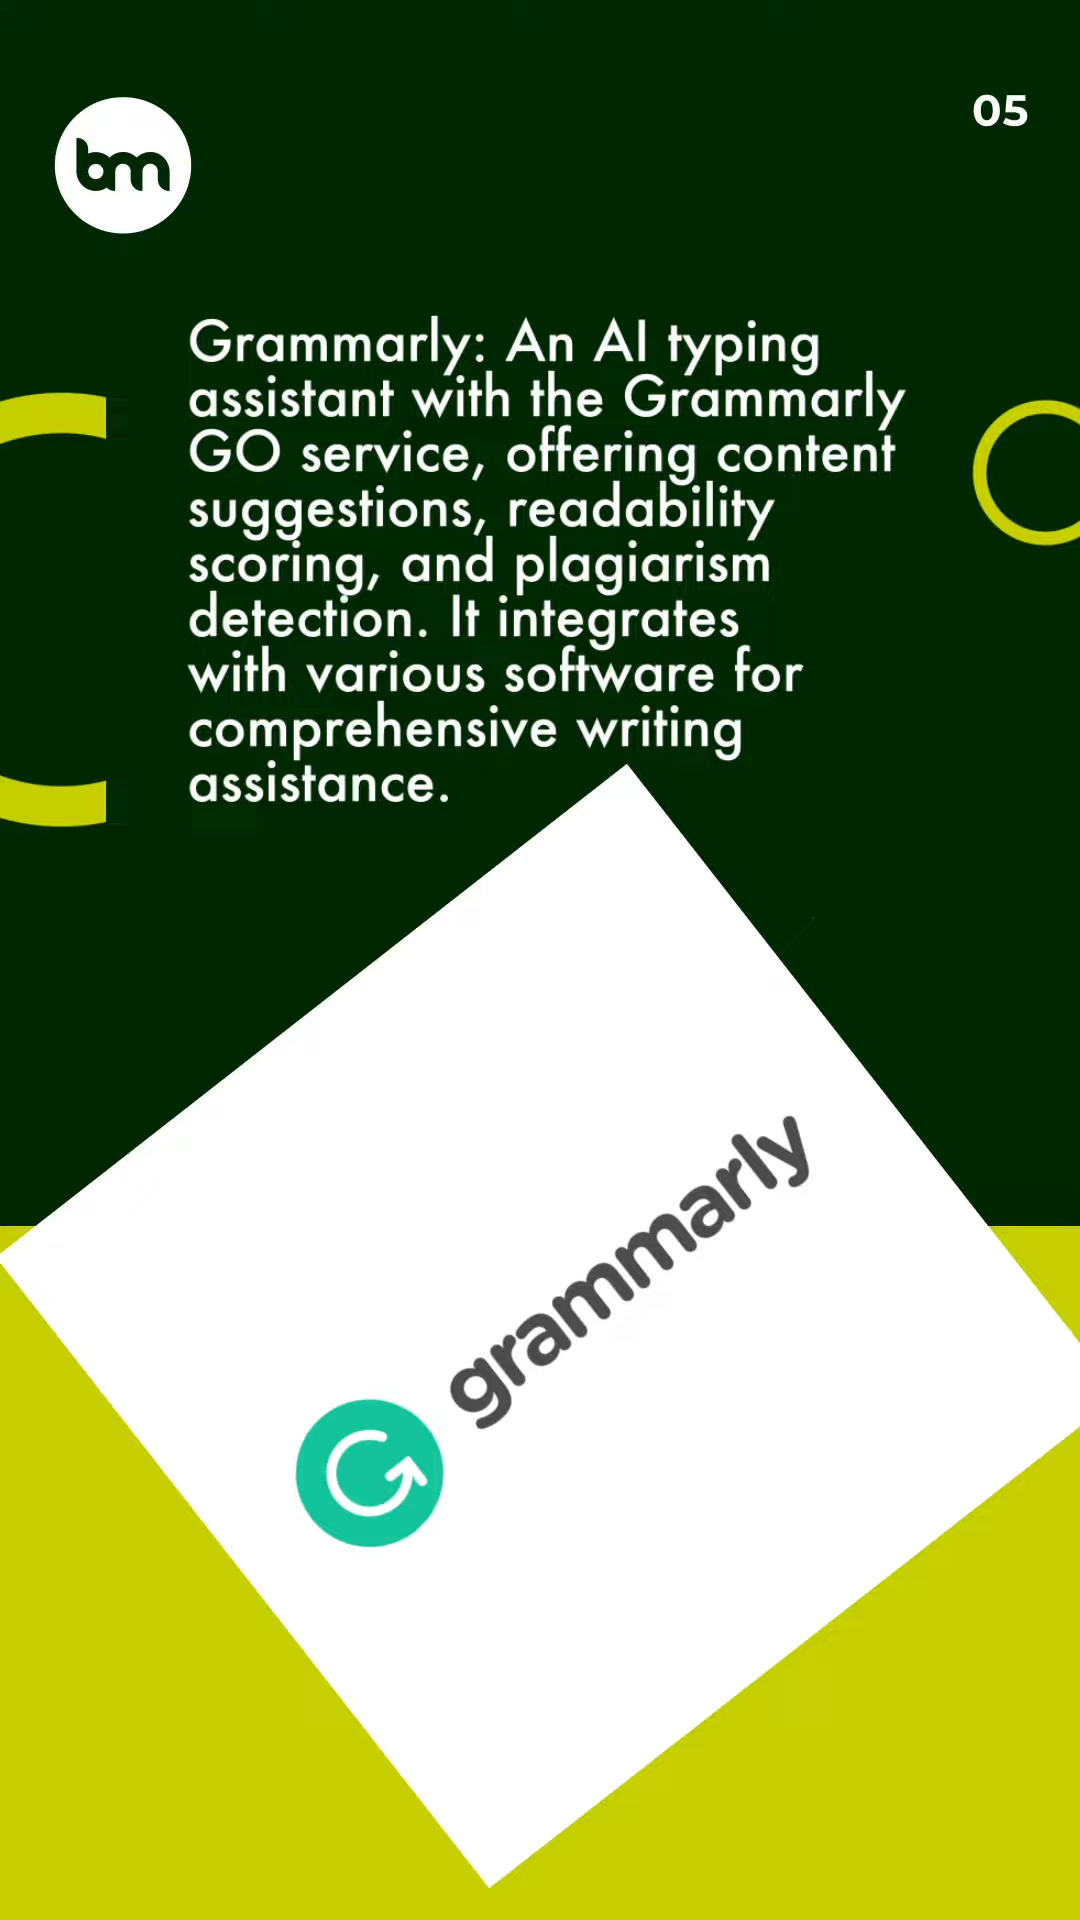 05
bm
Grammarly: An AI typing
assistant with the Grammarly
GO service, offering content
suggestions, readability
scoring, and plagiarism
detection. It integrates
with various software for
comprehensive writing
assistance.
grammarly